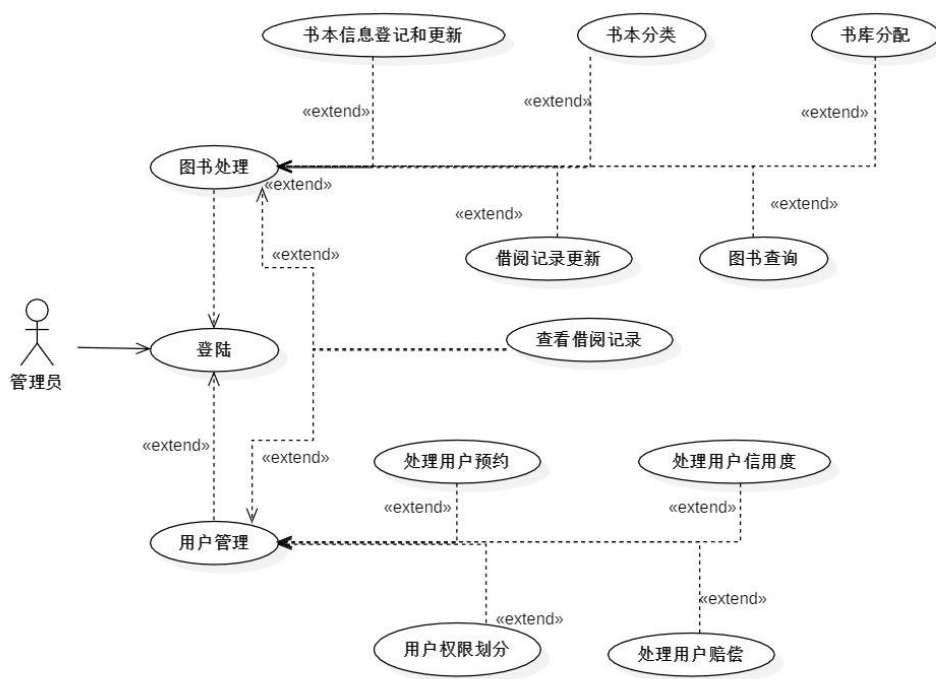 书本信息登记和更新
书本分类
书库分配
«extend»
«extend»
«extend»
图书处理
«extend»
«extend»
«extend»
«extend»
借阅记录更新
图书查询
管理员
登陆
查看借阅记录
«extend»
«extend»
处理用户预约
处理用户信用度
«extend»
«extend»
用户管理
«extend»
«extend»
用户权限划分
处理用户赔偿